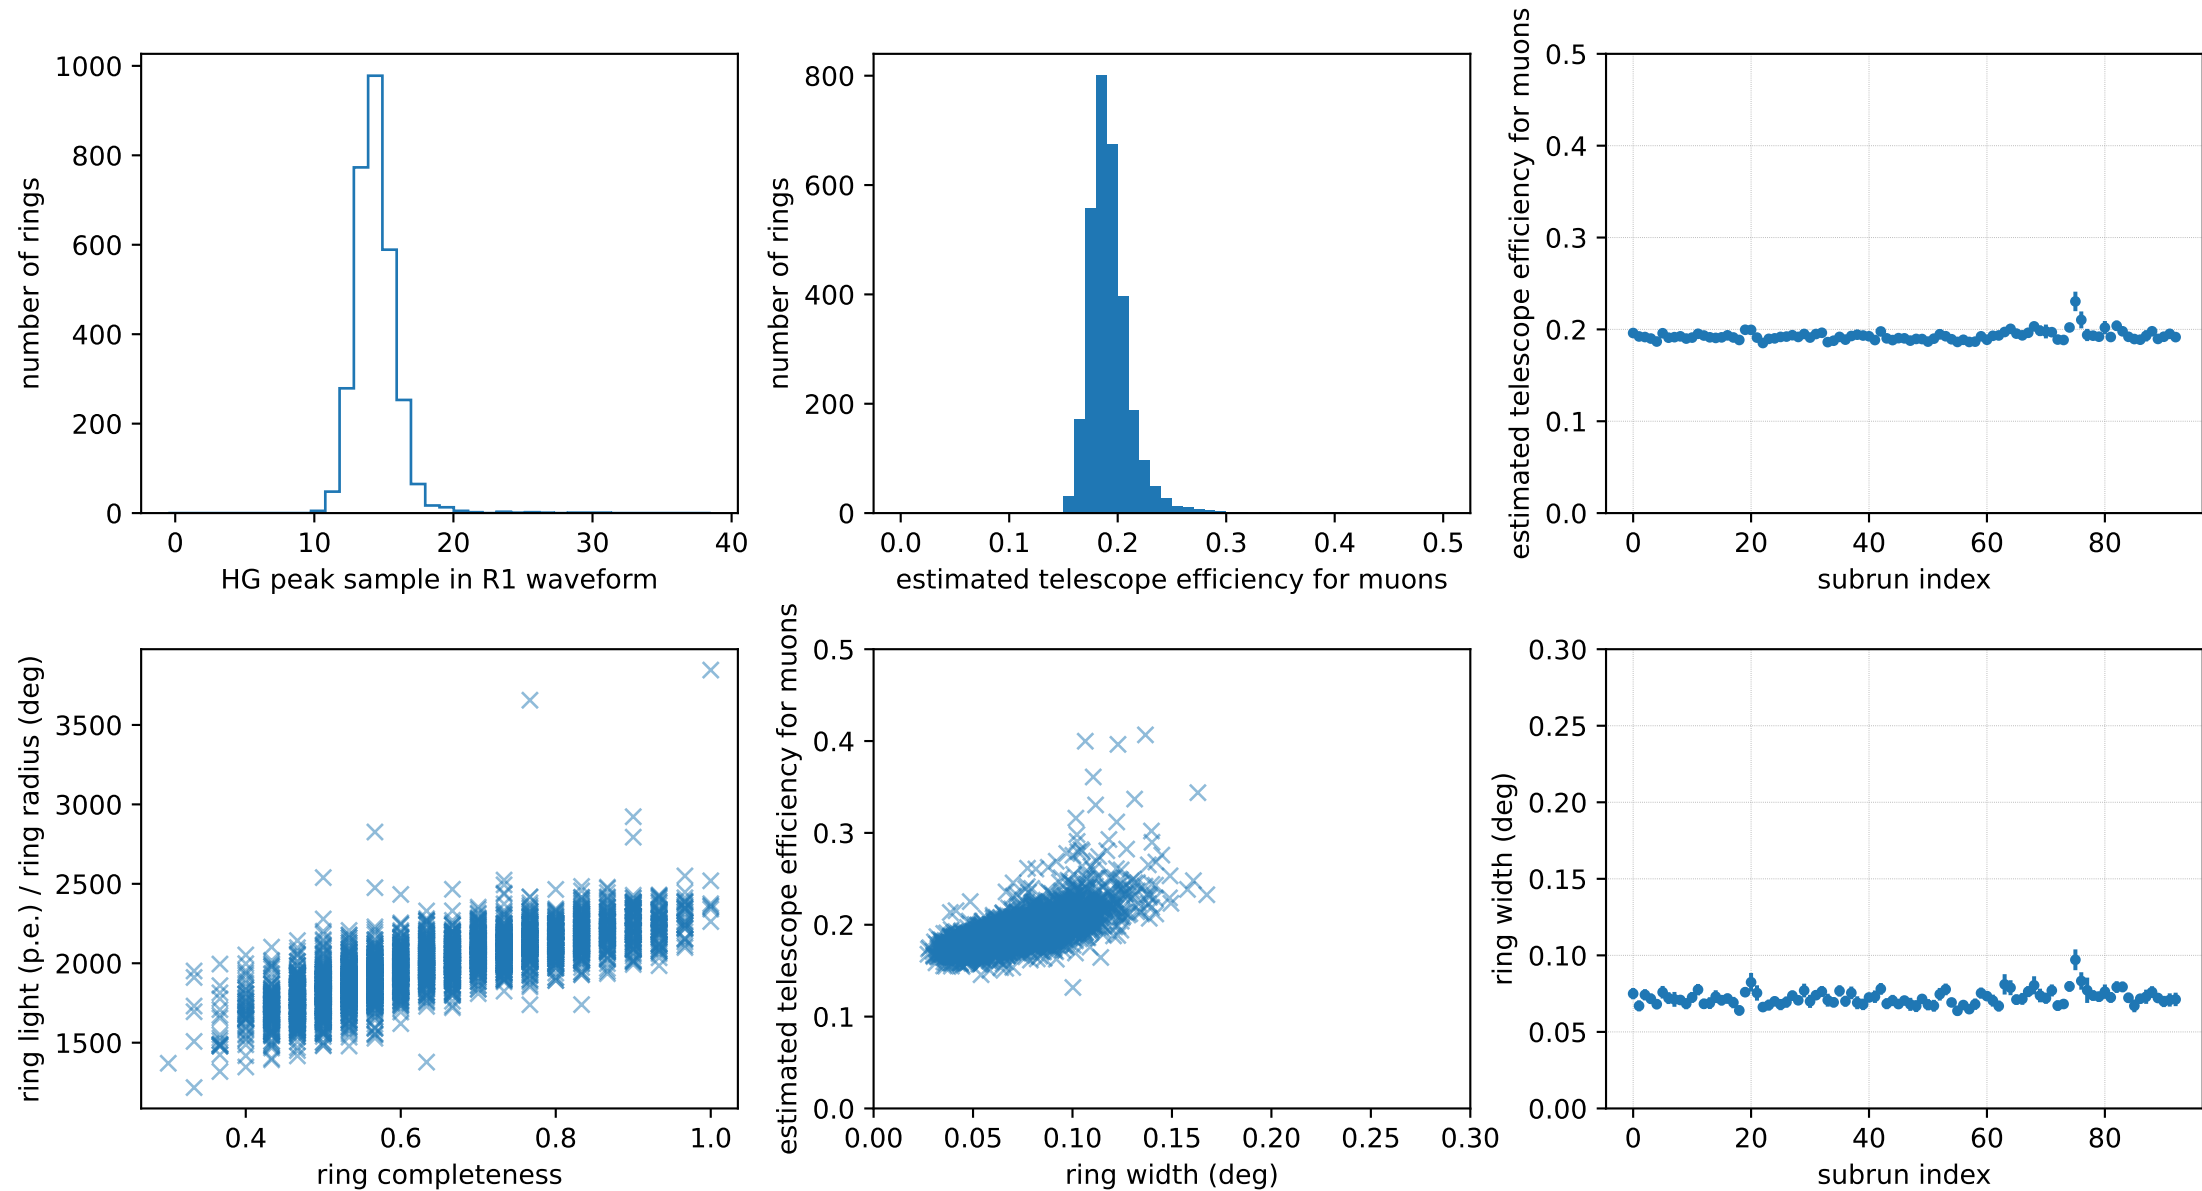 number of rings
1000
800
600
400
200
0
0 10 20 30 40
HG peak sample in R1 waveform
number of rings
800
600
400
200
0
0.0 0.1 0.2 0.3 0.4 0.5
estimated telescope efficiency for muons
estimated telescope efficiency for muons
0.5
0.4
0.3
0.2
0.1
0.0
0 20 40 60 80
subrun index
ring light (p.e.) / ring radius (deg)
3500
3000
2500
2000
1500
0.4 0.6 0.8 1.0
ring completeness
estimated telescope efficiency for muons
0.5
0.4
0.3
0.2
0.1
0.0
0.00 0.05 0.10 0.15 0.20 0.25 0.30
ring width (deg)
ring width (deg)
0.30
0.25
0.20
0.15
0.10
0.05
0.00
0 20 40 60 80
subrun index